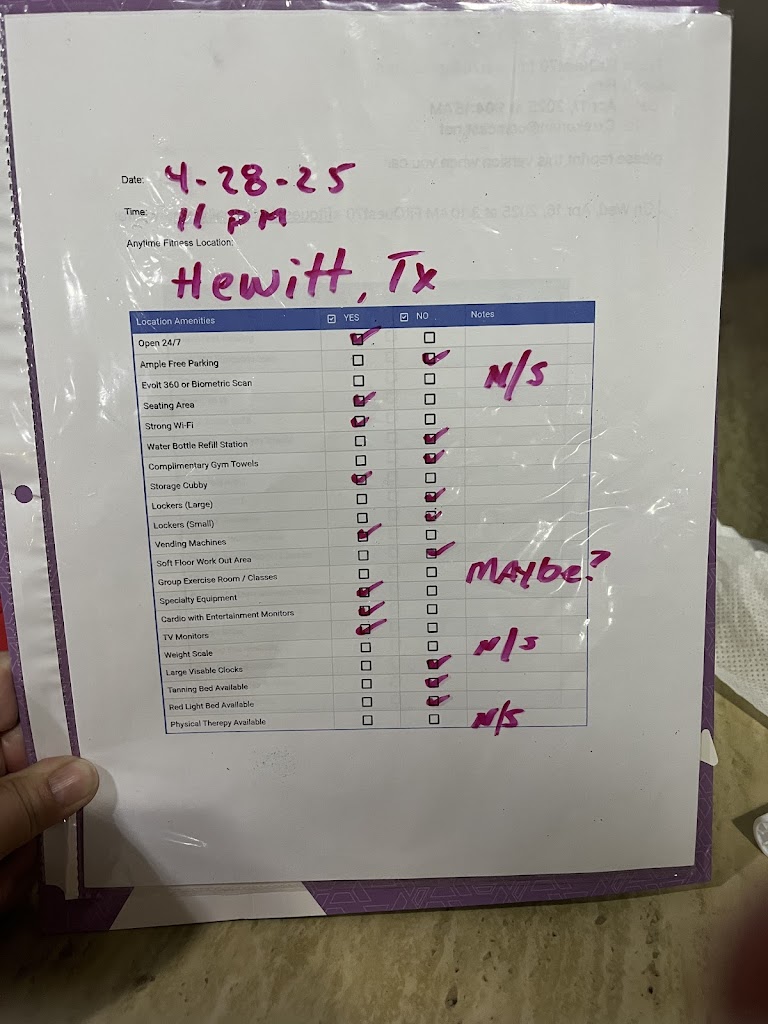 Date: 4-28-25
Time: 11 PM
Anytime Fitness Location:
Hewitt, Tx
Location Amenities YES NO Notes
Open 24/7
Ample Free Parking
Evolt 360 or Biometric Scan N/S
Seating Area
Strong Wi-Fi
Water Bottle Refill Station
Complimentary Gym Towels
Storage Cubby
Lockers (Large)
Lockers (Small)
Vending Machines
Soft Floor Work Out Area
Group Exercise Room / Classes MAybe?
Specialty Equipment
Cardio with Entertainment Monitors
TV Monitors
Weight Scale N/S
Large Visable Clocks
Tanning Bed Available
Red Light Bed Available
Physical Therepy Available N/S